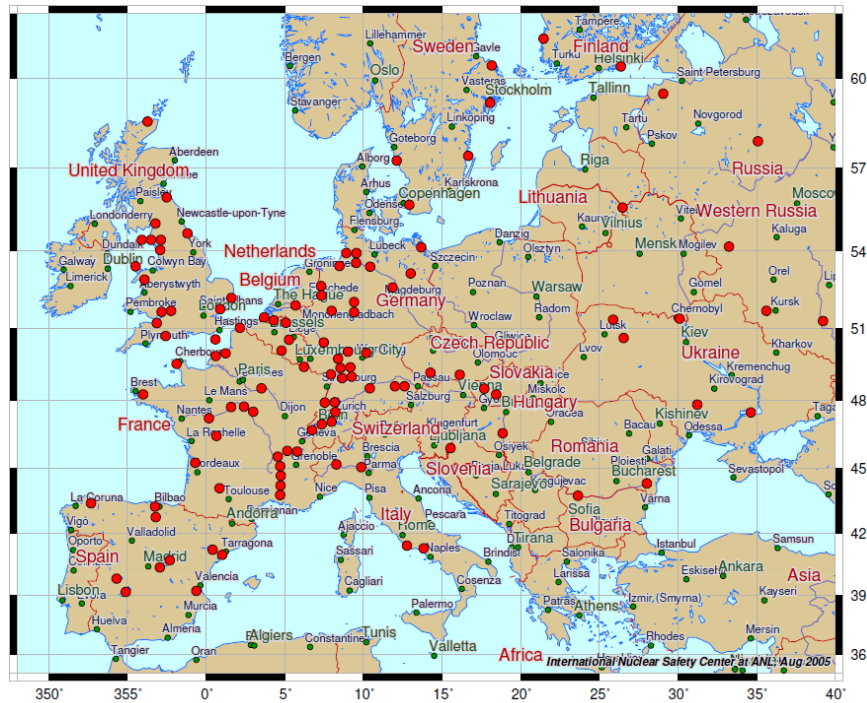 Lillehammer
Tampere
Petrozavodsk
Sweden
Gavle
Finland
Bergen
Oslo
Turku
Helsinki
Saint Petersburg
60
Vasteras
Stockholm
Tallinn
Stavanger
Linkoping
Tartu
Novgorod
Goteborg
Pskov
Aberdeen
Alborg
Riga
57
United Kingdom
Russia
Paisley
Arhus
Copenhagen
Karlskrona
Lithuania
Moscow
Londonderry
Newcastle-upon-Tyne
Odense
Vilnius
Western Russia
Flensburg
Kaluga
Galway
York
Netherlands
Lubeck
Danzig
Mensk
Mogilev
54
Dublin
Colwyn Bay
Szczecin
Olsztyn
Limerick
Aberystwyth
Belgium
The Hague
Magdeburg
Germany
Poznan
Warsaw
Gomel
Orel
Pembroke
London
Monchengladbach
Radom
Chernobyl
Kursk
Hastings
Wroclaw
Lutsk
51
Plymouth
Kiev
Cherbourg
Luxembourg City
Czech Republic
Olomouc
Lvov
Ukraine
Kharkov
Paris
Slovakia
Kremenchug
Brest
Passau
Vienna
Miskolc
Kirovograd
Le Mans
Salzburg
Hungary
48
France
Nantes
Dijon
Zurich
Switzerland
Kishinev
La Rochelle
Geneva
Klagenfurt
Ljubljana
Bacau
Odessa
Brescia
Osijek
Romania
Galati
Bordeaux
Grenoble
Parma
Slovenia
Belgrade
Ploiesti
Bucharest
45
Toulouse
Nice
Pisa
Ancona
Sarajevo
Sevastopol
La Coruna
Bilbao
Andorra
Italy
Pescara
Sofia
Varna
Vigo
Valladolid
Ajaccio
Rome
Titograd
Bulgaria
42
Oporto
Tarragona
Sassari
Naples
Tirana
Istanbul
Samsun
Spain
Madrid
Brindisi
Salonika
Ankara
Valencia
Cagliari
Cosenza
Larissa
Asia
Lisbon
Evora
Kayseri
39
Murcia
Palermo
Patras
Athens
Izmir (Smyrna)
Huelva
Almeria
Algiers
Constantine
Tunis
Rhodes
Mersin
Tangier
Oran
Valletta
Africa
36
International Nuclear Safety Center at ANL, Aug 2005
350° 355° 0° 5° 10° 15° 20° 25° 30° 35° 40°